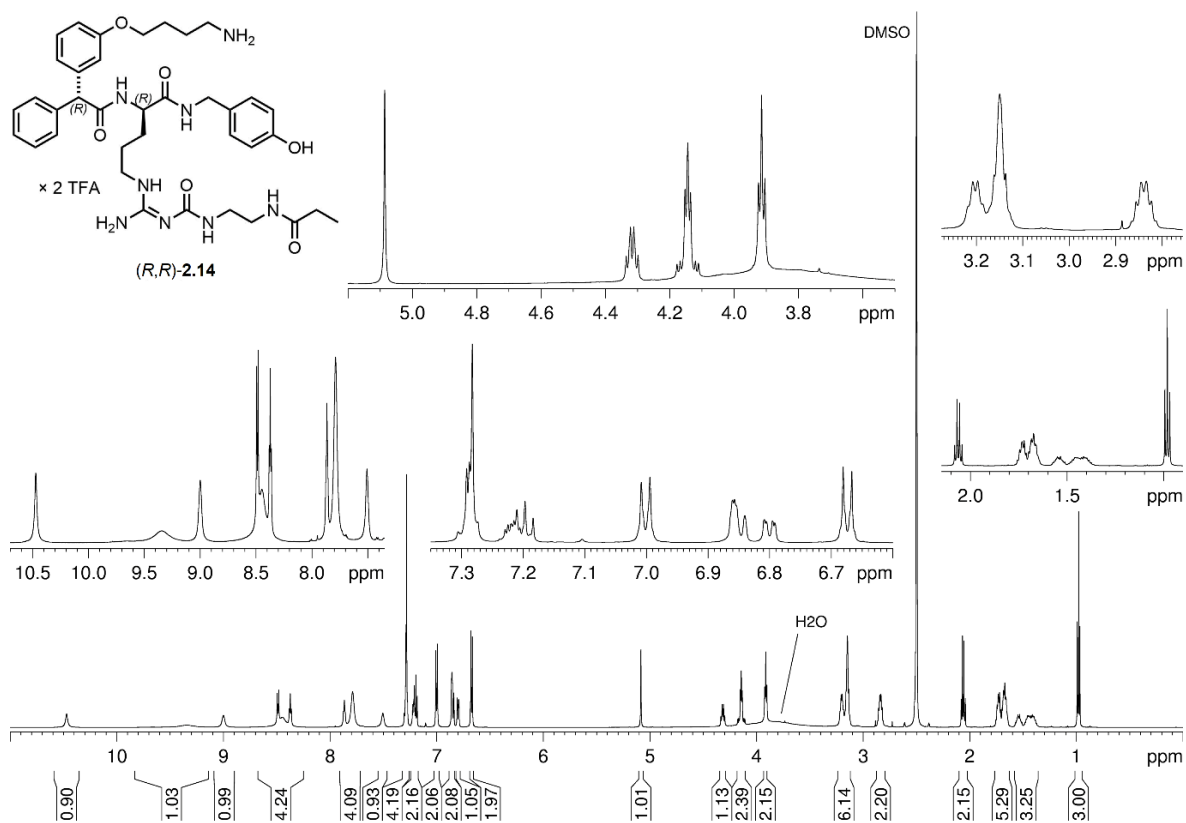 O
NH2
DMSO
H
N
O
(R)
(R)
N
H
O
OH
NH
O
H
N
H2N
N
N
H
O
× 2 TFA
(R,R)-2.14
5.0 4.8 4.6 4.4 4.2 4.0 3.8 ppm
3.2 3.1 3.0 2.9 ppm
2.0 1.5 ppm
10.5 10.0 9.5 9.0 8.5 8.0 ppm
7.3 7.2 7.1 7.0 6.9 6.8 6.7 ppm
H2O
10 9 8 7 6 5 4 3 2 1 ppm
0.90 1.03 0.99 4.24 4.09 0.93 4.19 2.16 2.06 2.08 1.05 1.97 1.01 1.13 2.39 2.15 6.14 2.20 2.15 5.29 3.25 3.00